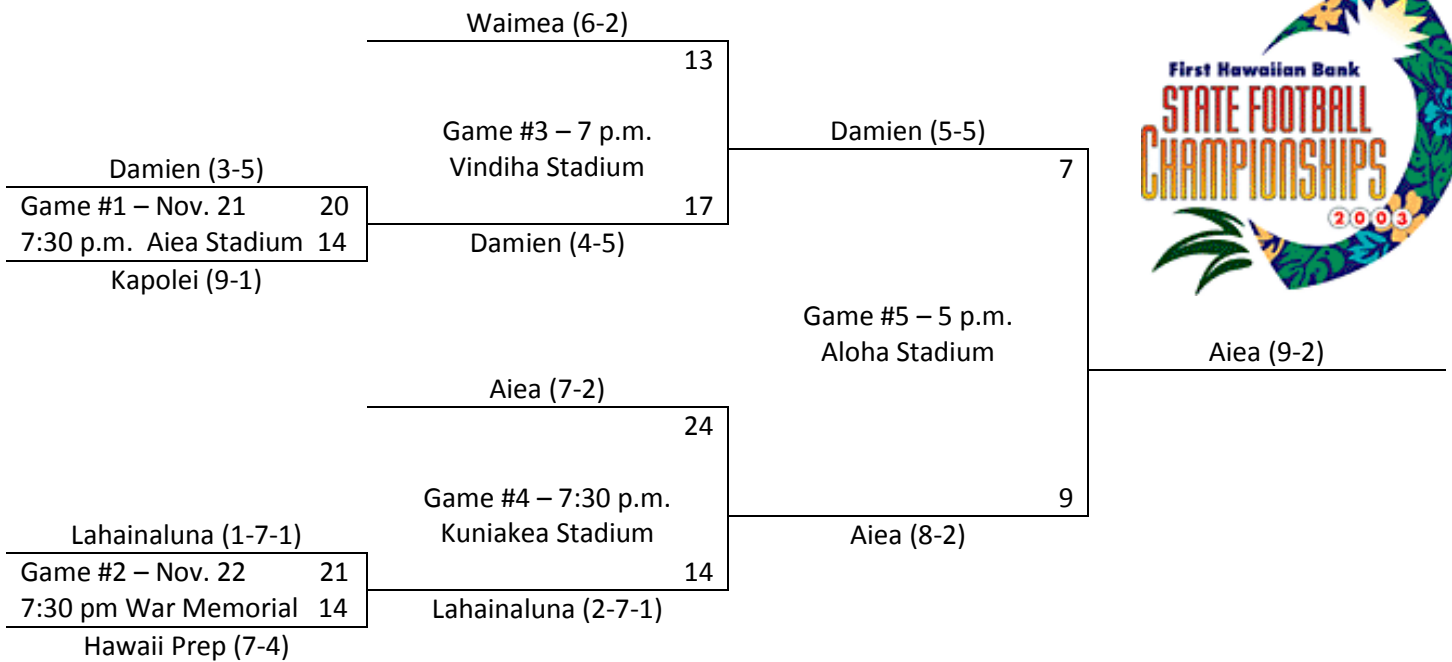 Waimea (6-2)
13
Game #3 – 7 p.m.
Vindiha Stadium
17
Damien (4-5)
Damien (3-5)
Game #1 – Nov. 21 20
7:30 p.m. Aiea Stadium 14
Kapolei (9-1)
Damien (5-5)
7
Game #5 – 5 p.m.
Aloha Stadium
9
Aiea (8-2)
First Hawaiian Bank
STATE FOOTBALL
CHAMPIONSHIPS
2003
Aiea (9-2)
Aiea (7-2)
24
Game #4 – 7:30 p.m.
Kuniakea Stadium
14
Lahainaluna (2-7-1)
Lahainaluna (1-7-1)
Game #2 – Nov. 22 21
7:30 pm War Memorial 14
Hawaii Prep (7-4)